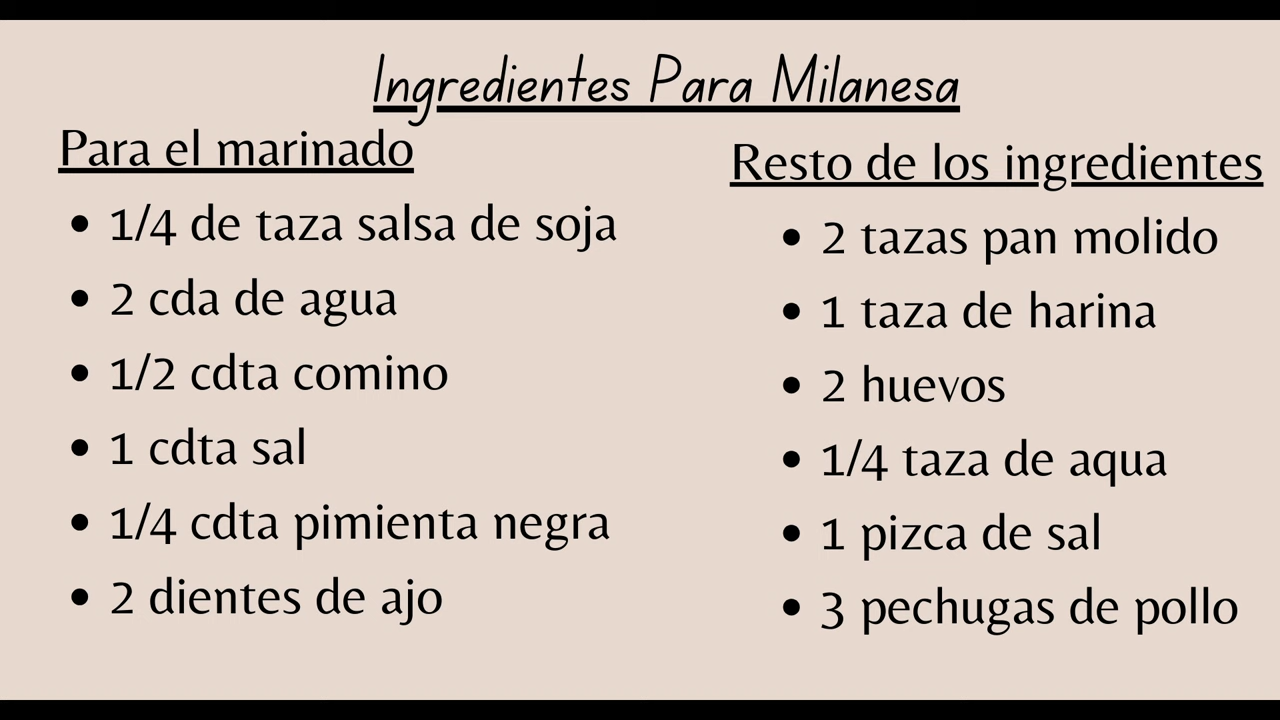 Ingredientes Para Milanesa
Para el marinado
• 1/4 de taza salsa de soja
• 2 cda de agua
• 1/2 cdta comino
• 1 cdta sal
• 1/4 cdta pimienta negra
• 2 dientes de ajo
Resto de los ingredientes
• 2 tazas pan molido
• 1 taza de harina
• 2 huevos
• 1/4 taza de aqua
• 1 pizca de sal
• 3 pechugas de pollo